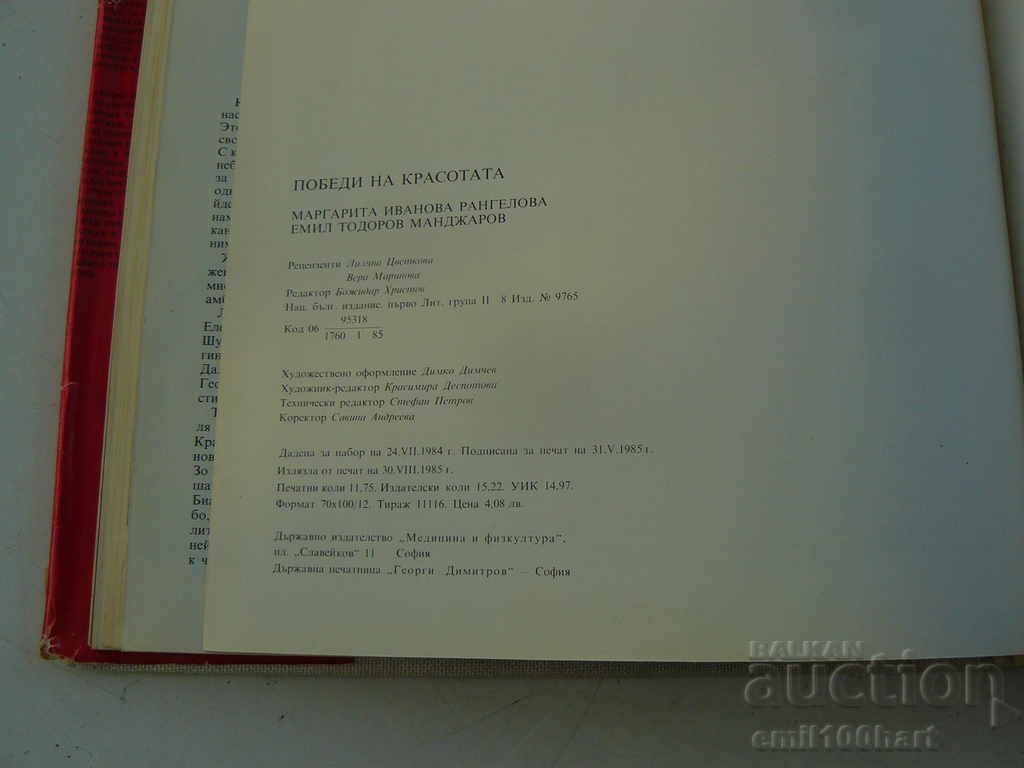 ПОБЕДИ НА КРАСОТАТА
МАРГАРИТА ИВАНОВА РАНГЕЛОВА
ЕМИЛ ТОДОРОВ МАНДЖАРОВ
Рецензенти Лиляна Цветкова
Вера Маринова
Редактор Божидар Христов
Нац. бълг. издание. първо Лит. група II 8 Изд. № 9765
Код 06 95318
1760 1 85
Художествено оформление Димко Димчев
Художник-редактор Красимира Деспотова
Технически редактор Стефан Петров
Коректор Савина Андреева
Дадена за набор на 24.VII.1984 г. Подписана за печат на 31.V.1985 г.
Излязла от печат на 30.VIII.1985 г.
Печатни коли 11,75. Издателски коли 15,22. УИК 14,97.
Формат 70х100/12. Тираж 11116. Цена 4,08 лв.
Държавно издателство „Медицина и физкултура“,
пл. „Славейков“ 11 София
Държавна печатница „Георги Димитров“ – София
BALKAN
auction
emil100hart